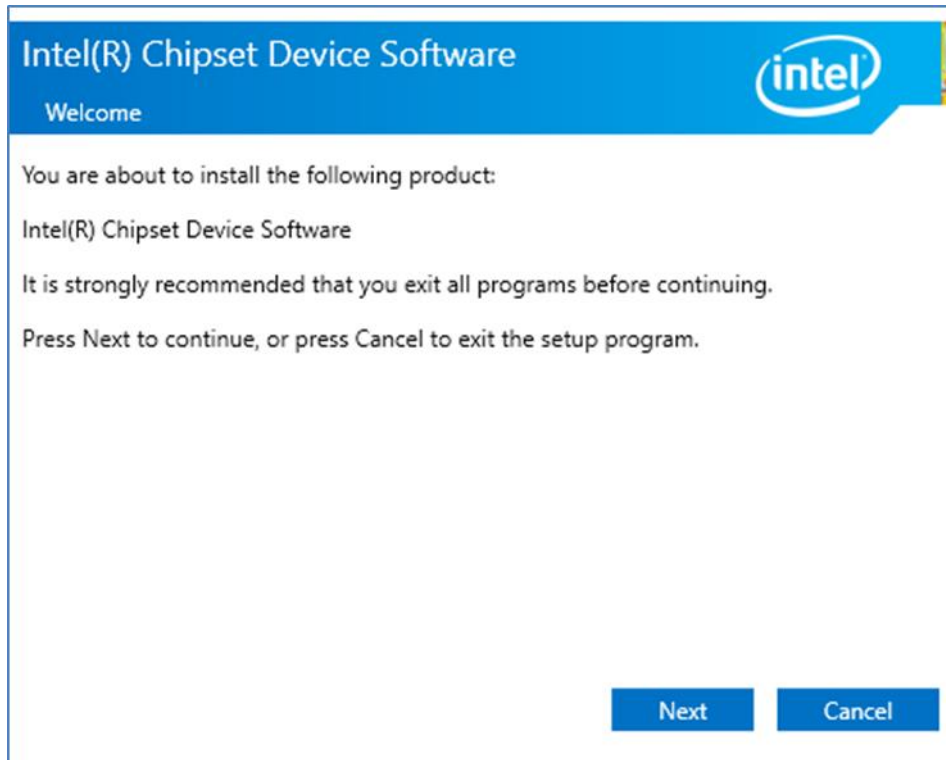 Intel(R) Chipset Device Software
intel
Welcome
You are about to install the following product:
Intel(R) Chipset Device Software
It is strongly recommended that you exit all programs before continuing.
Press Next to continue, or press Cancel to exit the setup program.
Next
Cancel